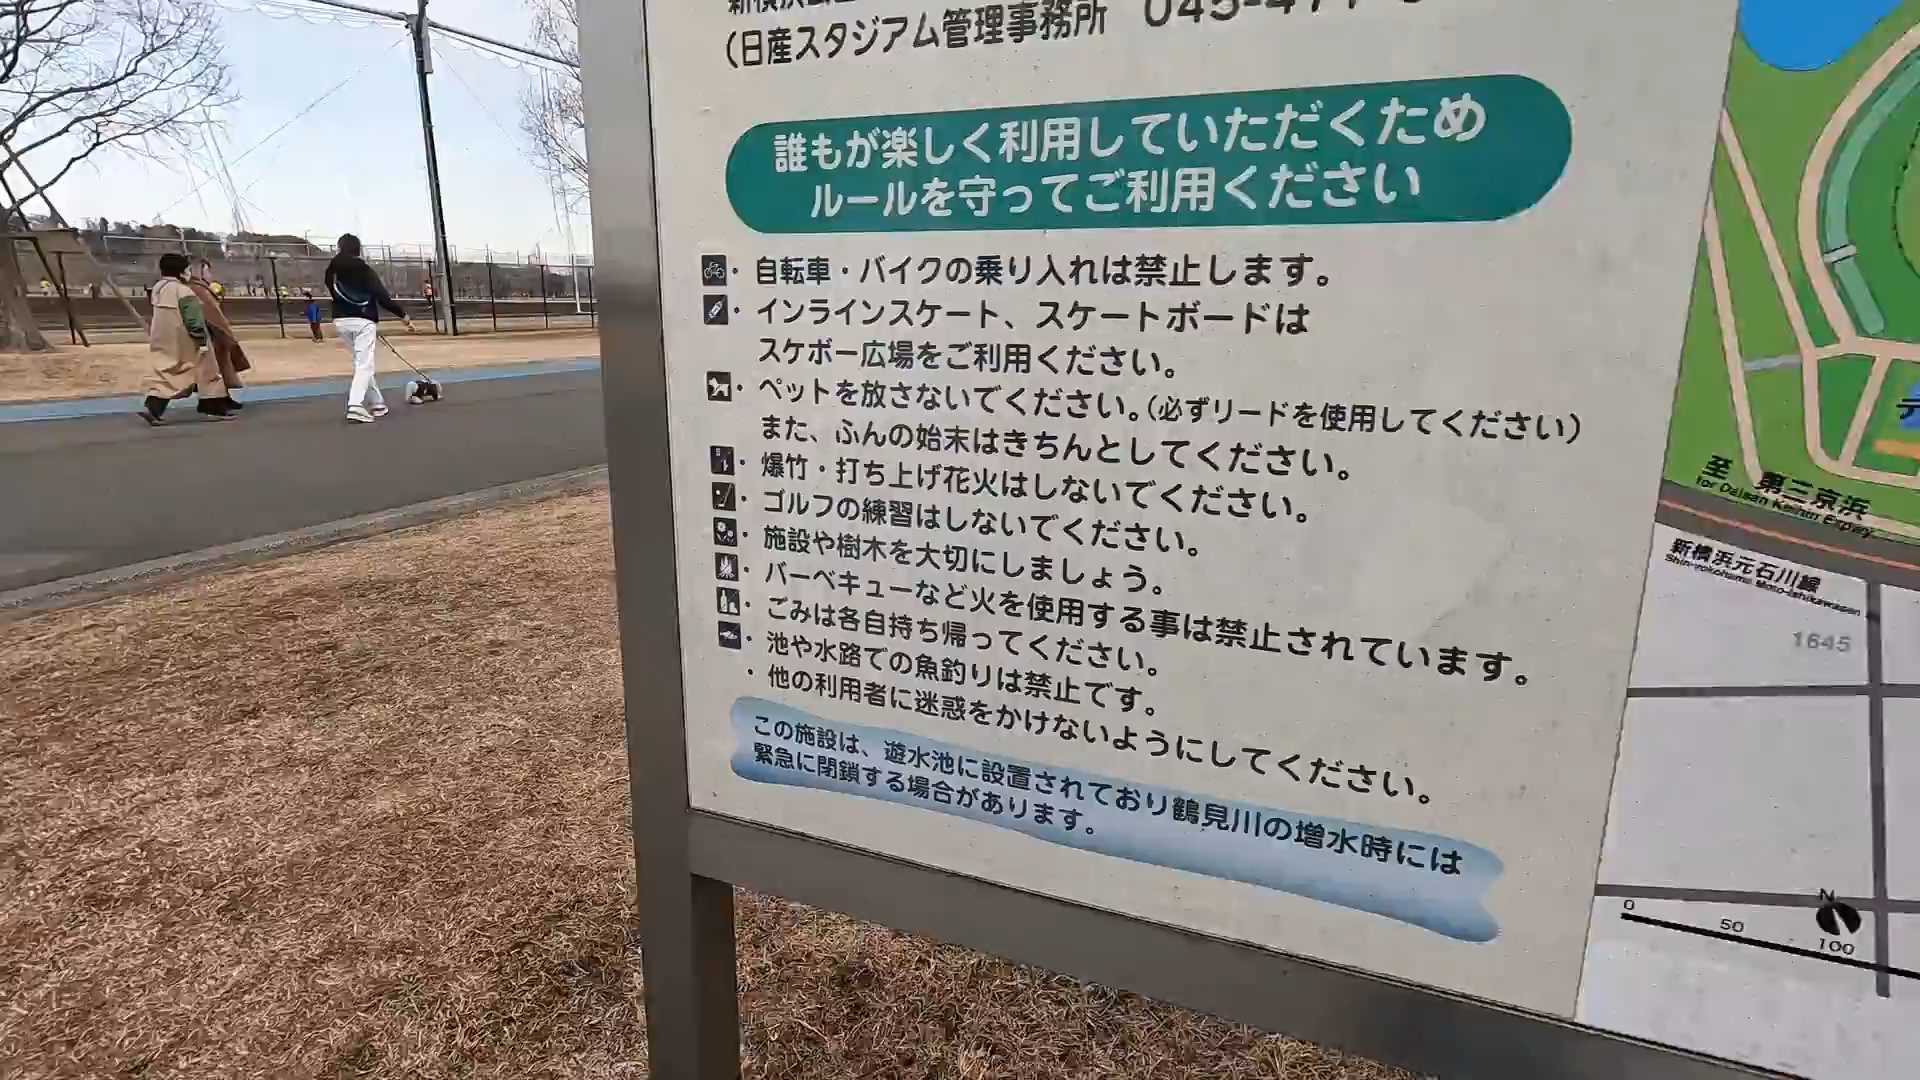 (日産スタジアム管理事務所
誰もが楽しく利用していただくため
ルールを守ってご利用ください
・自転車・バイクの乗り入れは禁止します。
・インラインスケート、スケートボードは
スケボー広場をご利用ください。
・ペットを放さないでください。(必ずリードを使用してください)
また、ふんの始末はきちんとしてください。
・爆竹・打ち上げ花火はしないでください。
・ゴルフの練習はしないでください。
・施設や樹木を大切にしましょう。
・バーベキューなど火を使用する事は禁止されています。
・ごみは各自持ち帰ってください。
・池や水路での魚釣りは禁止です。
・他の利用者に迷惑をかけないようにしてください。
この施設は、遊水池に設置されており鶴見川の増水時には
緊急に閉鎖する場合があります。
至 第三京浜
for Daisan Keihin Expwy
新横浜元石川線
Shin-yokohama Moto-ishikawasen
1645
N
0 50 100